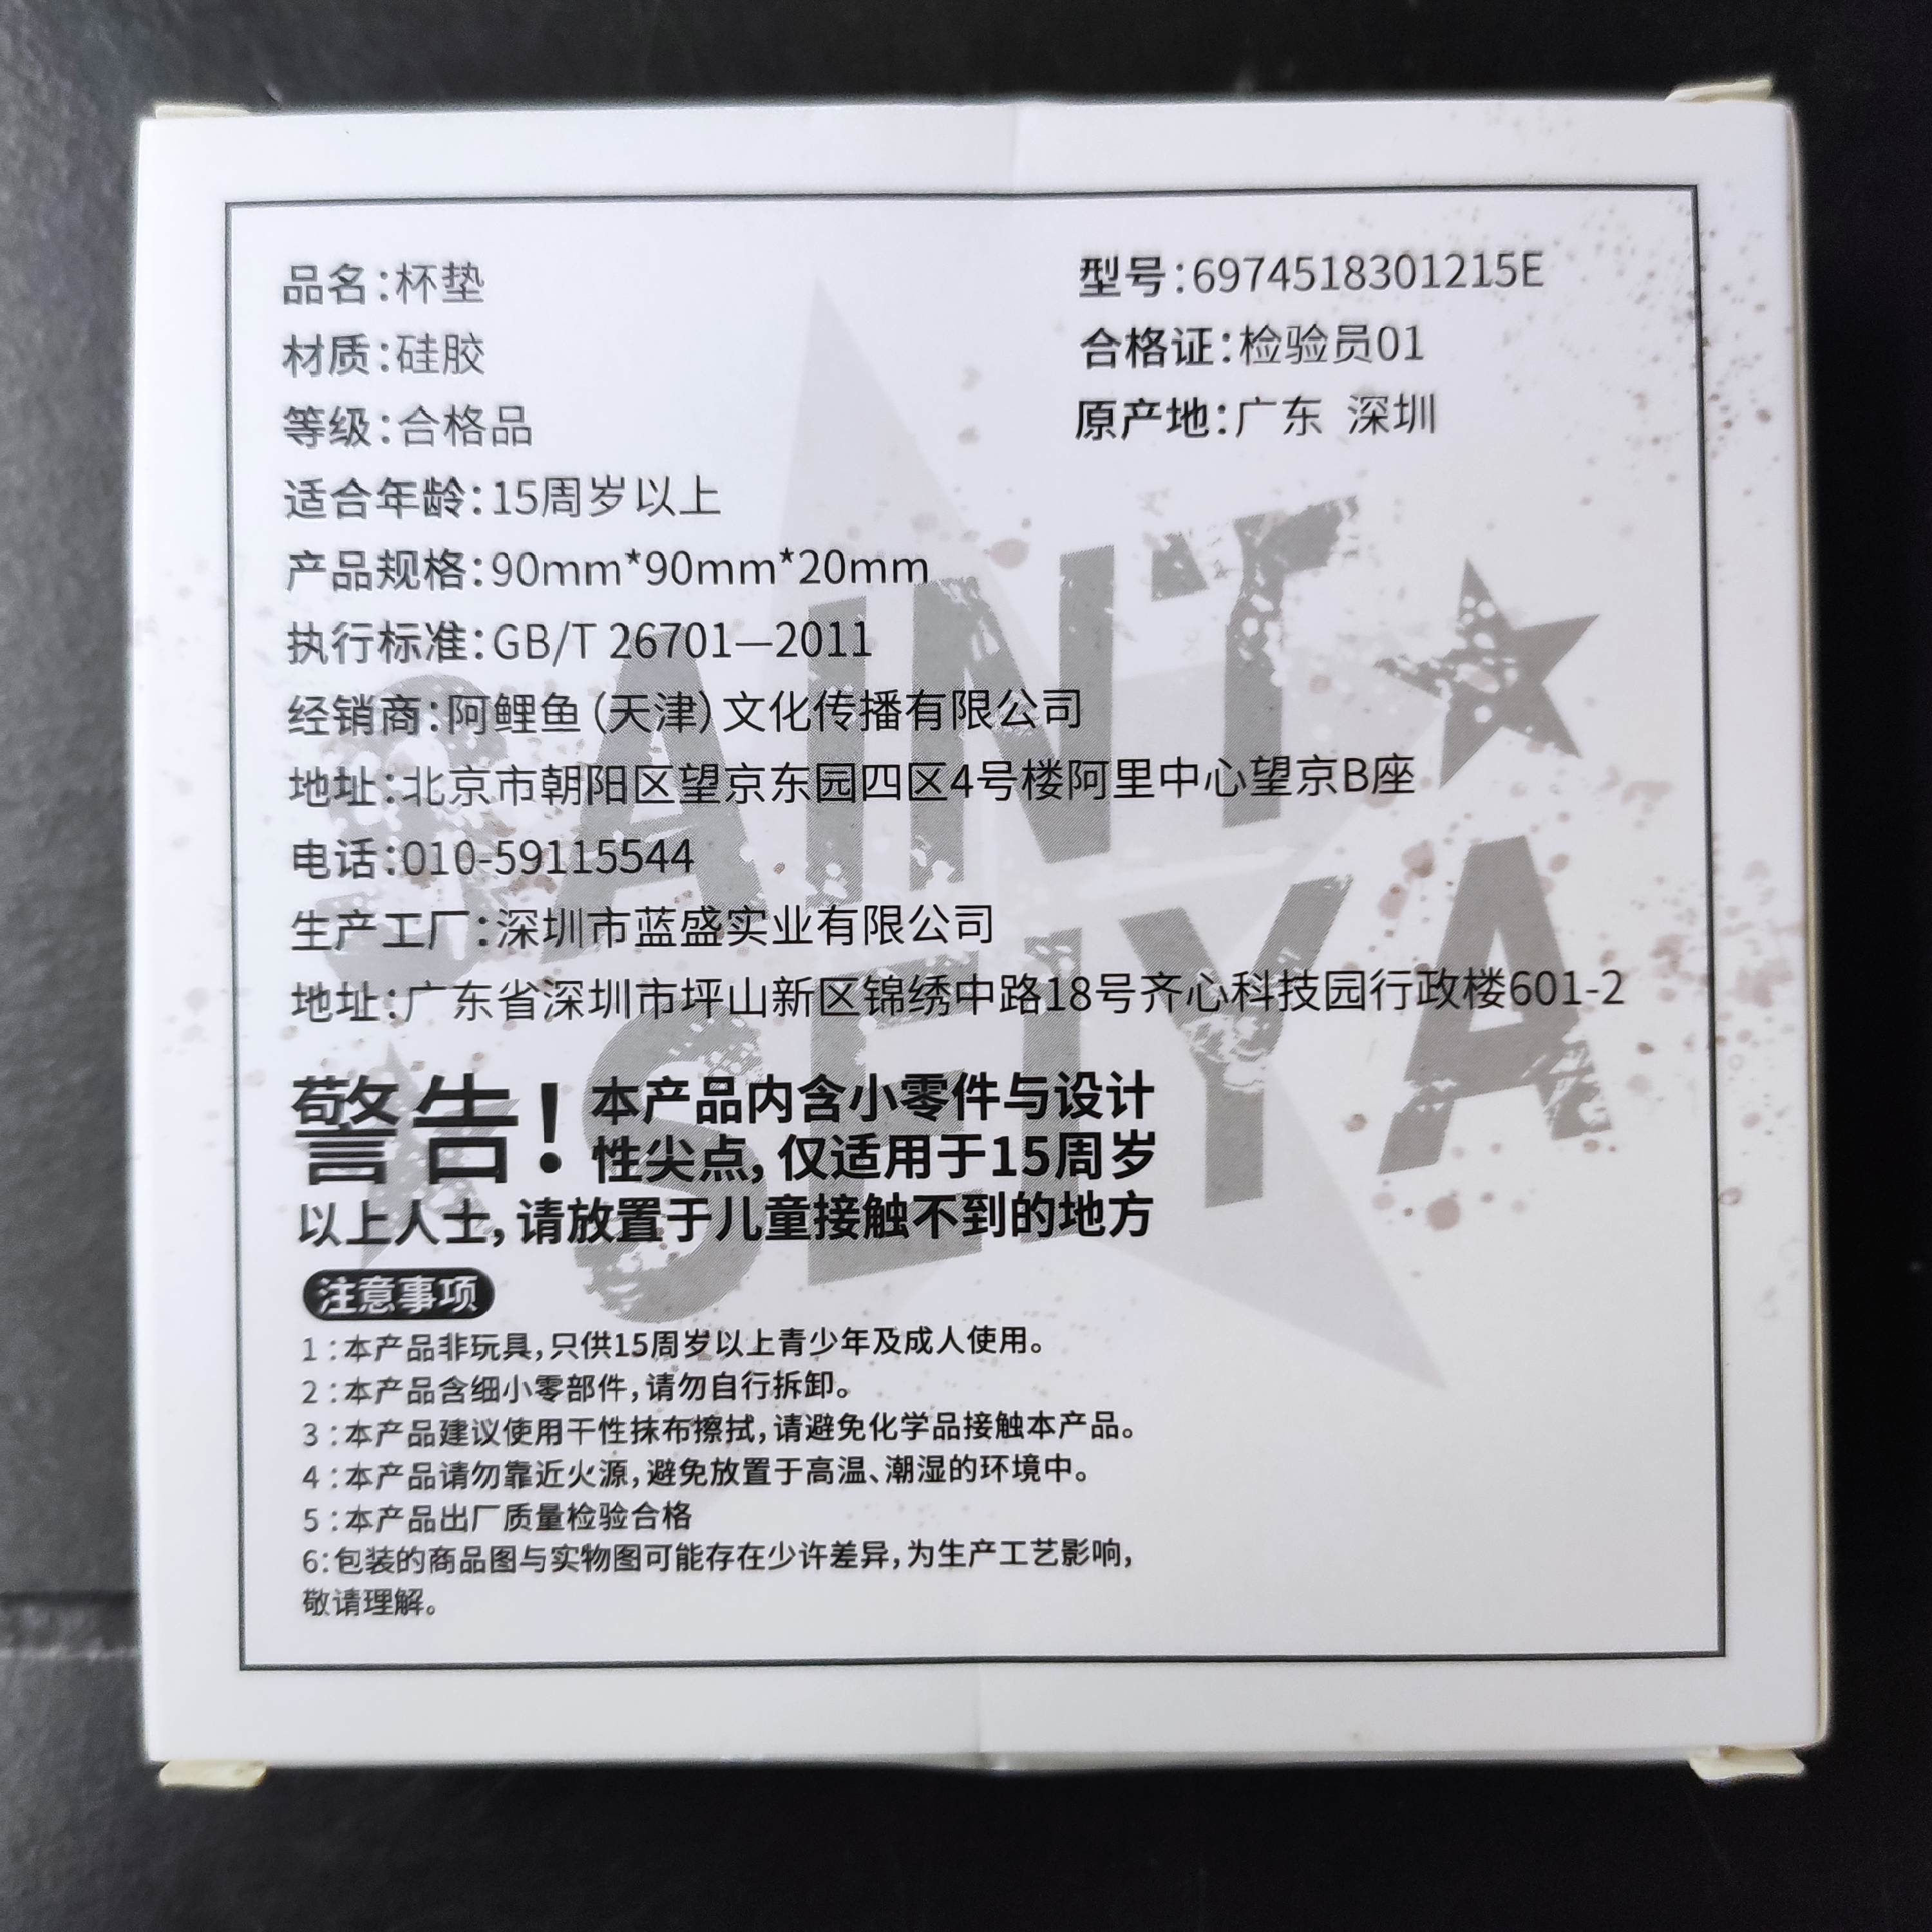 品名:杯垫
型号:6974518301215E
材质:硅胶
合格证:检验员01
等级:合格品
原产地:广东 深圳
适合年龄:15周岁以上
产品规格:90mm*90mm*20mm
执行标准:GB/T 26701—2011
经销商:阿鲤鱼(天津)文化传播有限公司
地址:北京市朝阳区望京东园四区4号楼阿里中心望京B座
电话:010-59115544
生产工厂:深圳市蓝盛实业有限公司
地址:广东省深圳市坪山新区锦绣中路18号齐心科技园行政楼601-2
SAINT
SEIYA
警告!本产品内含小零件与设计
性尖点,仅适用于15周岁
以上人士,请放置于儿童接触不到的地方
注意事项
1:本产品非玩具,只供15周岁以上青少年及成人使用。
2:本产品含细小零部件,请勿自行拆卸。
3:本产品建议使用干性抹布擦拭,请避免化学品接触本产品。
4:本产品请勿靠近火源,避免放置于高温、潮湿的环境中。
5:本产品出厂质量检验合格
6:包装的商品图与实物图可能存在少许差异,为生产工艺影响,
敬请理解。